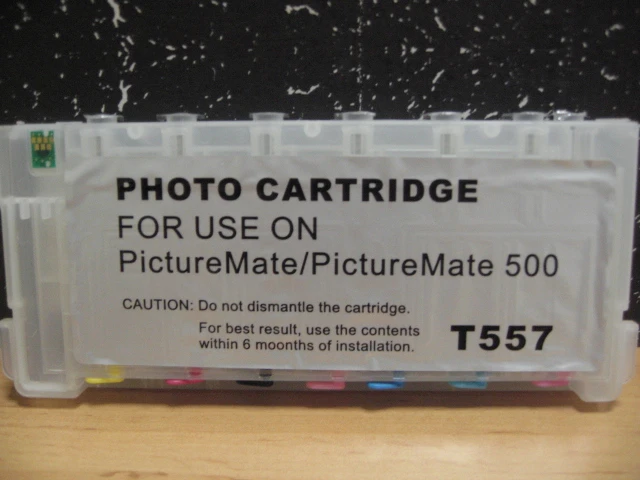 PHOTO CARTRIDGE
FOR USE ON
PictureMate/PictureMate 500
CAUTION: Do not dismantle the cartridge.
For best result, use the contents
within 6 moonths of installation.
T557